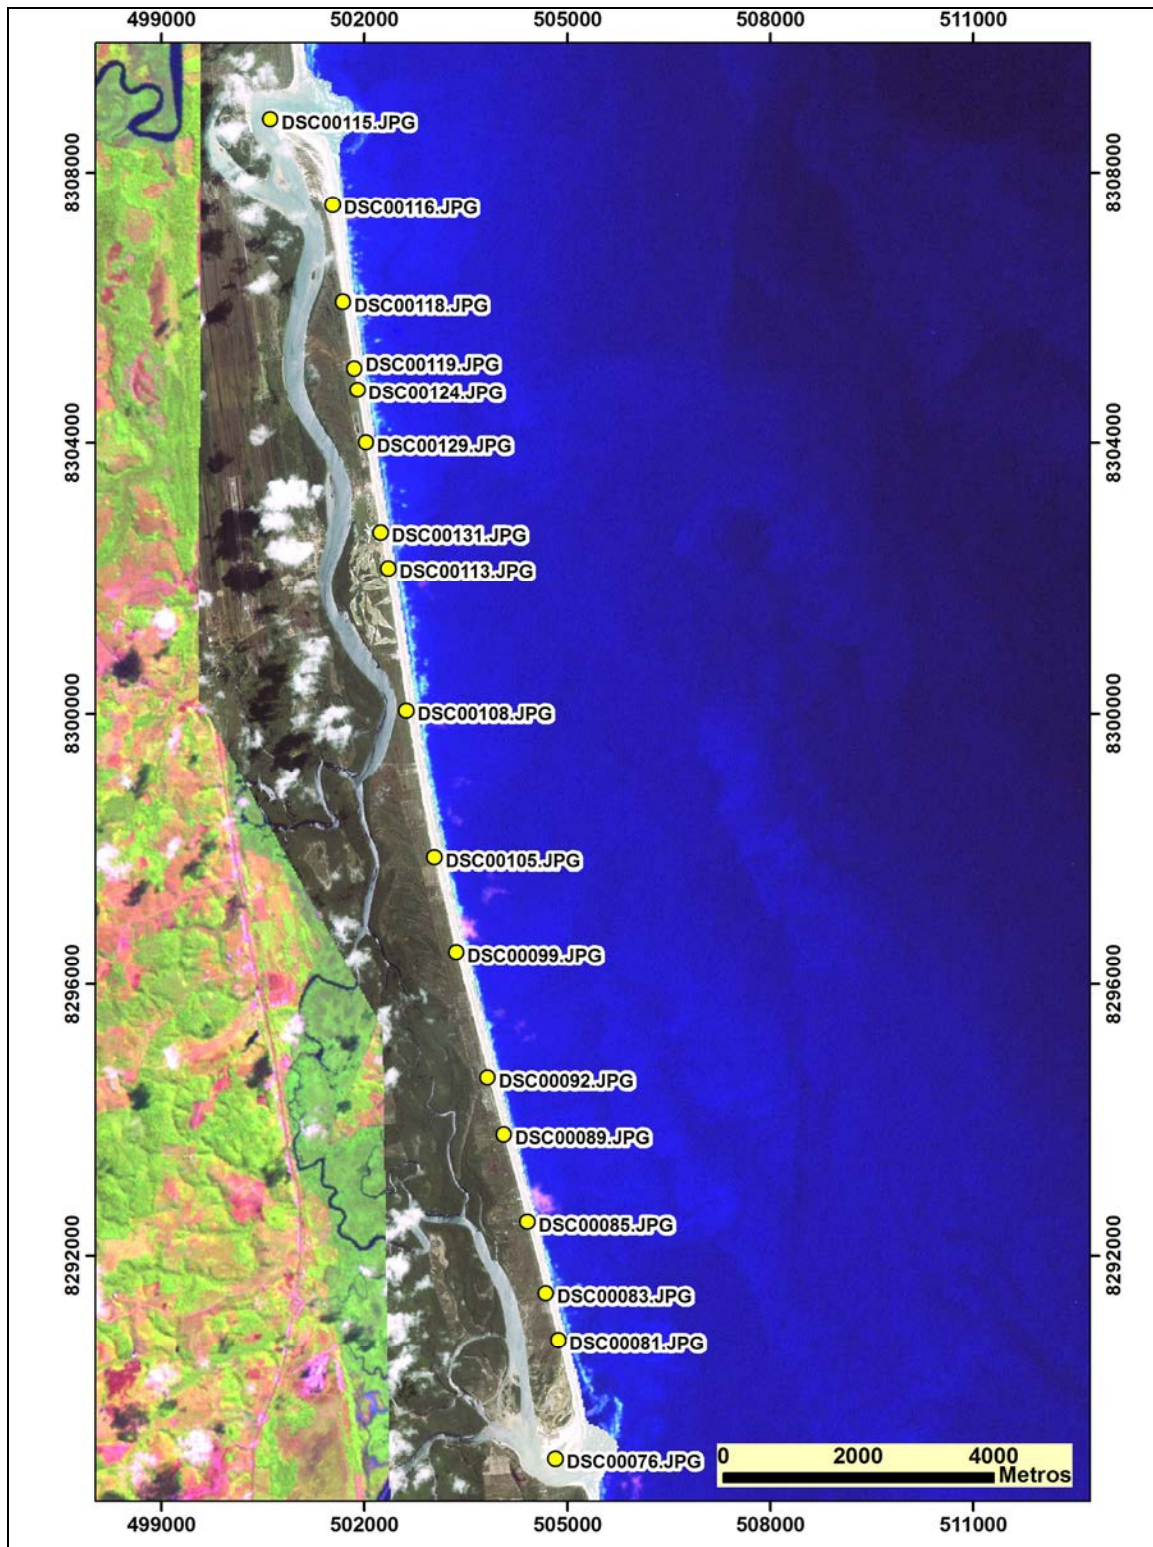 499000 502000 505000 508000 511000
DSC00115.JPG
8308000 8308000
DSC00116.JPG
DSC00118.JPG
DSC00119.JPG
DSC00124.JPG
8304000 8304000
DSC00129.JPG
DSC00131.JPG
DSC00113.JPG
8300000 8300000
DSC00108.JPG
DSC00105.JPG
DSC00099.JPG
8296000 8296000
DSC00092.JPG
DSC00089.JPG
DSC00085.JPG
8292000 8292000
DSC00083.JPG
DSC00081.JPG
DSC00076.JPG
0 2000 4000
Metros
499000 502000 505000 508000 511000